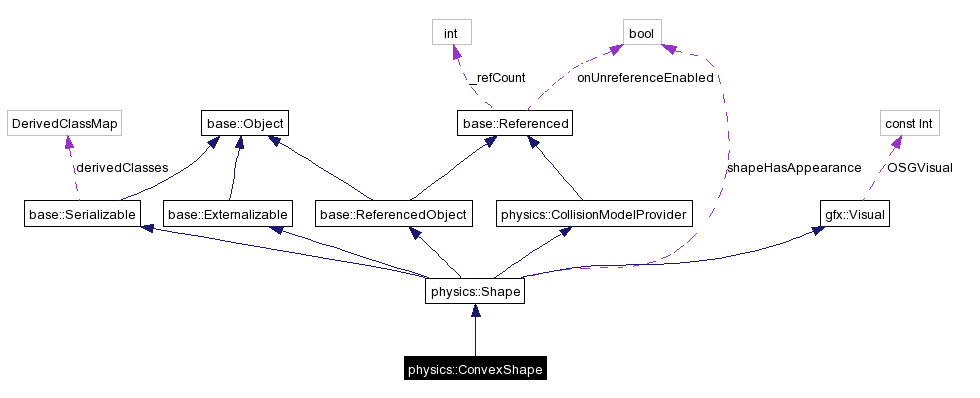 int
bool
_refCount
onUnreferenceEnabled
DerivedClassMap
base::Object
base::Referenced
const Int
derivedClasses
shapeHasAppearance
OSGVisual
base::Serializable
base::Externalizable
base::ReferencedObject
physics::CollisionModelProvider
gfx::Visual
physics::Shape
physics::ConvexShape